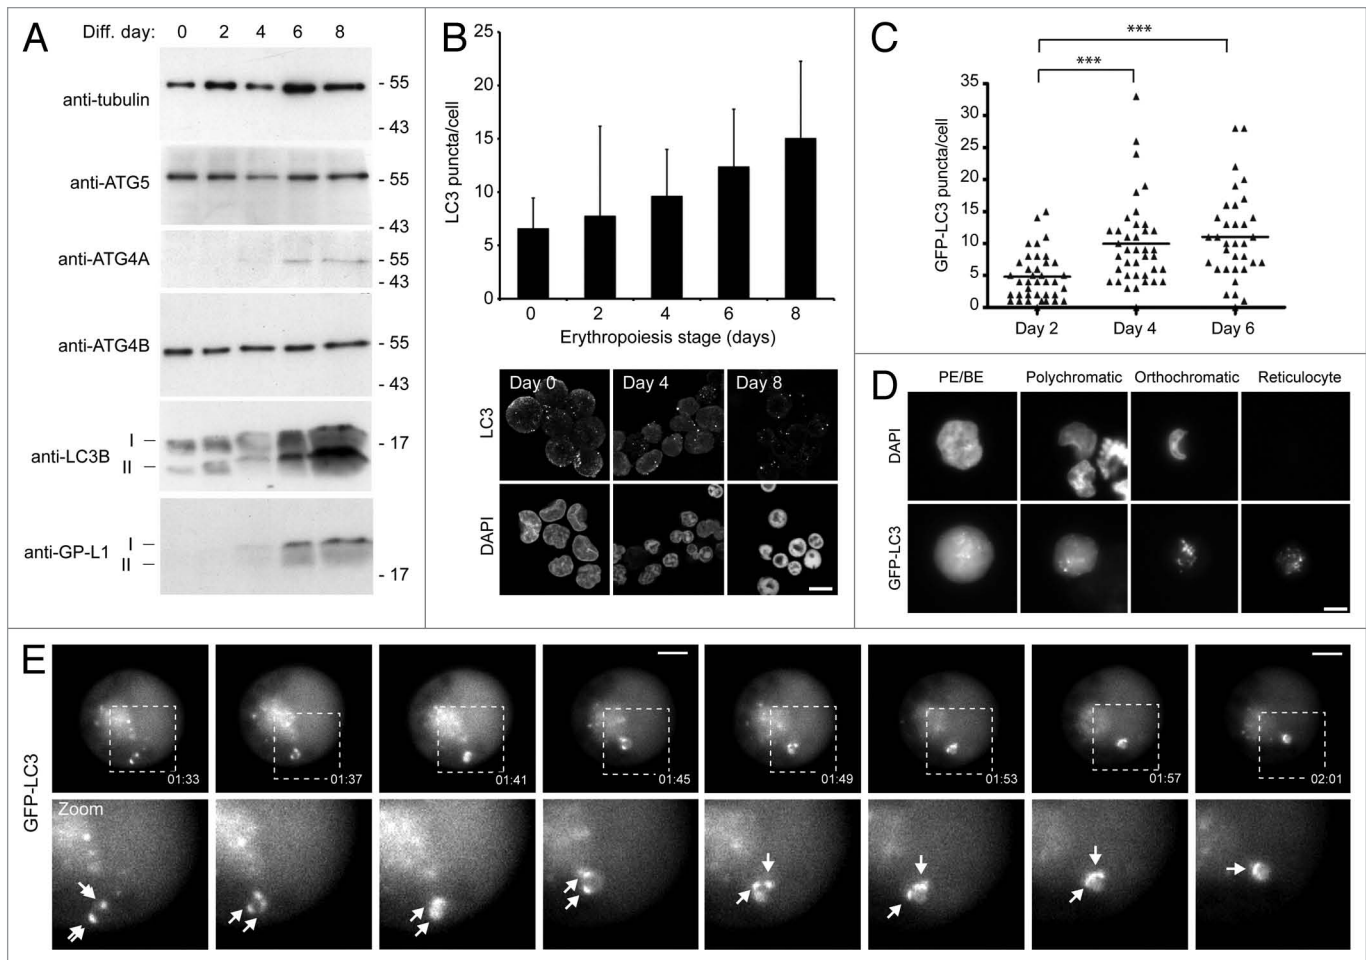 A
Diff. day: 0 2 4 6 8
anti-tubulin
- 55
- 43
anti-ATG5
- 55
- 43
anti-ATG4A
- 55
- 43
anti-ATG4B
- 55
- 43
anti-LC3B
I
II
- 17
anti-GP-L1
I
II
- 17
B
LC3 puncta/cell
25
20
15
10
5
0
0 2 4 6 8
Erythropoiesis stage (days)
Day 0 Day 4 Day 8
LC3
DAPI
C
***
***
GFP-LC3 puncta/cell
35
30
25
20
15
10
5
0
Day 2 Day 4 Day 6
D
PE/BE Polychromatic Orthochromatic Reticulocyte
DAPI
GFP-LC3
E
GFP-LC3
01:33 01:37 01:41 01:45 01:49 01:53 01:57 02:01
Zoom